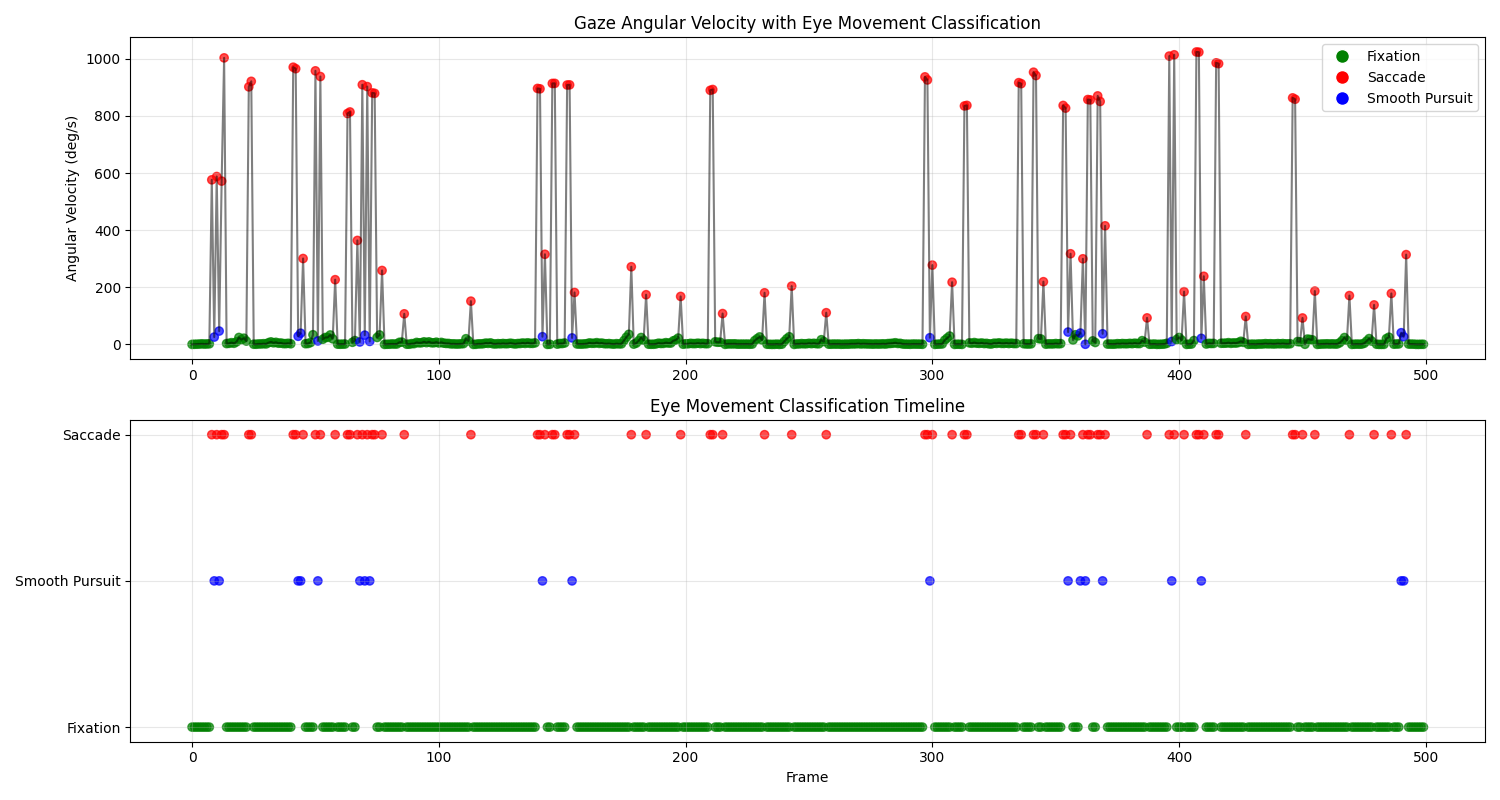 Gaze Angular Velocity with Eye Movement Classification
Angular Velocity (deg/s)
1000
800
600
400
200
0
Fixation
Saccade
Smooth Pursuit
0 100 200 300 400 500
Eye Movement Classification Timeline
Saccade
Smooth Pursuit
Fixation
0 100 200 300 400 500
Frame